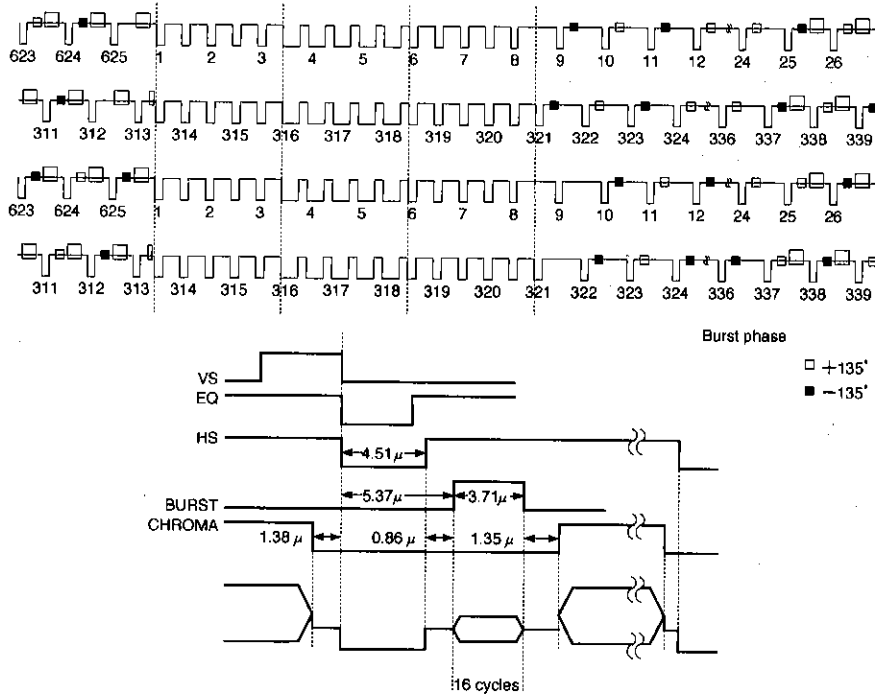 623 624 625 1 2 3 4 5 6 7 8 9 10 11 12 24 25 26
311 312 313 314 315 316 317 318 319 320 321 322 323 324 336 337 338 339
623 624 625 1 2 3 4 5 6 7 8 9 10 11 12 24 25 26
311 312 313 314 315 316 317 318 319 320 321 322 323 324 336 337 338 339
Burst phase
+135°
−135°
VS
EQ
HS
4.51μ
5.37μ 3.71μ
BURST
CHROMA
1.38μ 0.86μ 1.35μ
16 cycles